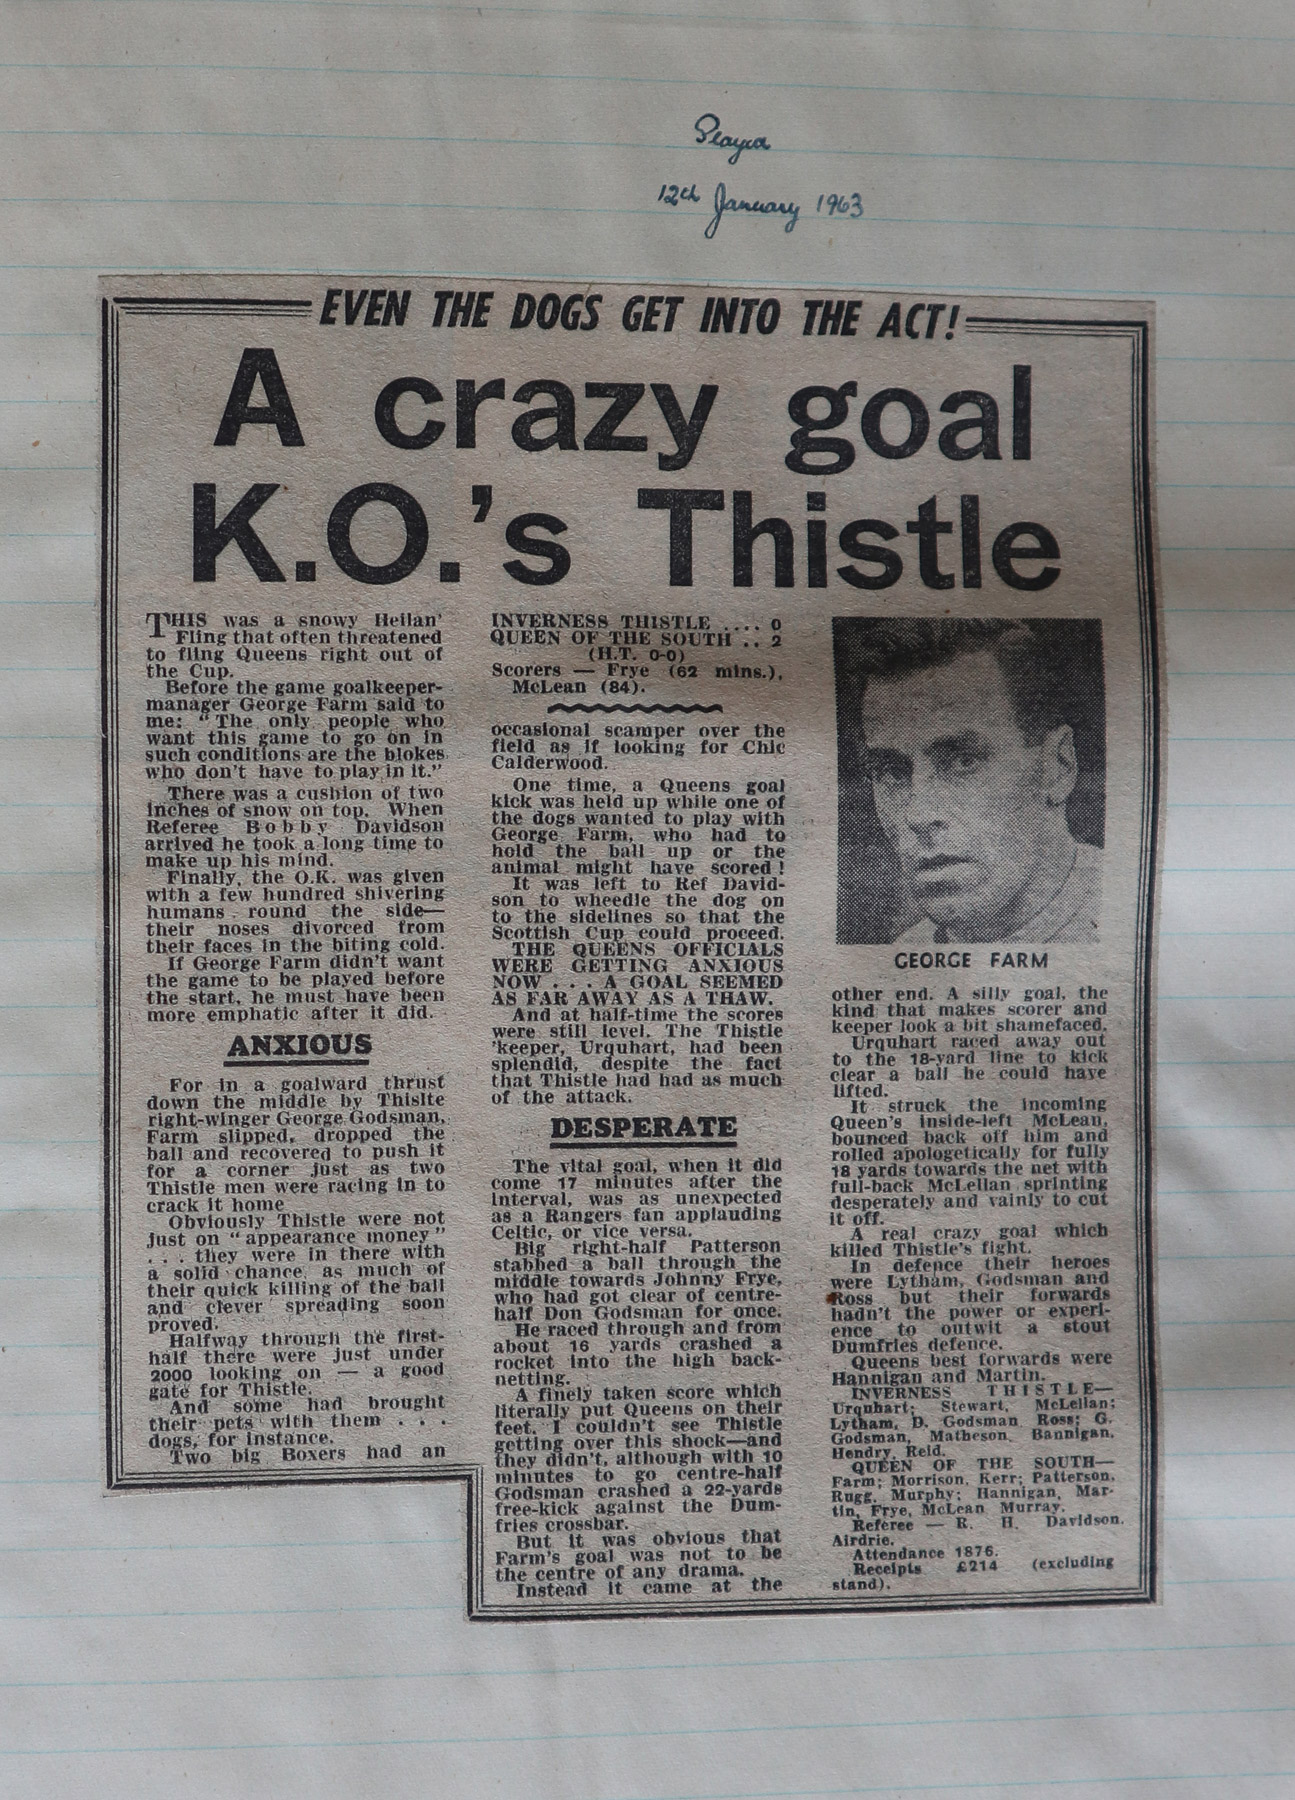 Played
12th January 1963
EVEN THE DOGS GET INTO THE ACT!
A crazy goal
K.O.'s Thistle
THIS was a snowy Heilan'
Fling that often threatened
to fling Queens right out of
the Cup.
Before the game goalkeeper-
manager George Farm said to
me: "The only people who
want this game to go on in
such conditions are the blokes
who don't have to play in it."
There was a cushion of two
inches of snow on top. When
Referee Bobby Davidson
arrived he took a long time to
make up his mind.
Finally, the O.K. was given
with a few hundred shivering
humans round the side—
their noses divorced from
their faces in the biting cold.
If George Farm didn't want
the game to be played before
the start, he must have been
more emphatic after it did.
ANXIOUS
For in a goalward thrust
down the middle by Thislte
right-winger George Godsman,
Farm slipped, dropped the
ball and recovered to push it
for a corner just as two
Thistle men were racing in to
crack it home
Obviously Thistle were not
just on "appearance money"
. . . they were in there with
a solid chance, as much of
their quick killing of the ball
and clever spreading soon
proved.
Halfway through the first-
half there were just under
2000 looking on — a good
gate for Thistle.
And some had brought
their pets with them . . .
dogs, for instance.
Two big Boxers had an
INVERNESS THISTLE .... 0
QUEEN OF THE SOUTH .. 2
(H.T. 0-0)
Scorers — Frye (62 mins.),
McLean (84).
occasional scamper over the
field as if looking for Chic
Calderwood.
One time, a Queens goal
kick was held up while one of
the dogs wanted to play with
George Farm, who had to
hold the ball up or the
animal might have scored!
It was left to Ref David-
son to wheedle the dog on
to the sidelines so that the
Scottish Cup could proceed.
THE QUEENS OFFICIALS
WERE GETTING ANXIOUS
NOW . . . A GOAL SEEMED
AS FAR AWAY AS A THAW.
And at half-time the scores
were still level. The Thistle
'keeper, Urquhart, had been
splendid, despite the fact
that Thistle had had as much
of the attack.
DESPERATE
The vital goal, when it did
come 17 minutes after the
interval, was as unexpected
as a Rangers fan applauding
Celtic, or vice versa.
Big right-half Patterson
stabbed a ball through the
middle towards Johnny Frye,
who had got clear of centre-
half Don Godsman for once.
He raced through and from
about 16 yards crashed a
rocket into the high back-
netting.
A finely taken score which
literally put Queens on their
feet. I couldn't see Thistle
getting over this shock—and
they didn't, although with 10
minutes to go centre-half
Godsman crashed a 22-yards
free-kick against the Dum-
fries crossbar.
But it was obvious that
Farm's goal was not to be
the centre of any drama.
Instead it came at the
GEORGE FARM
other end. A silly goal, the
kind that makes scorer and
keeper look a bit shamefaced.
Urquhart raced away out
to the 18-yard line to kick
clear a ball he could have
lifted.
It struck the incoming
Queen's inside-left McLean,
bounced back off him and
rolled apologetically for fully
18 yards towards the net with
full-back McLellan sprinting
desperately and vainly to cut
it off.
A real crazy goal which
killed Thistle's fight.
In defence their heroes
were Lytham, Godsman and
Ross but their forwards
hadn't the power or experi-
ence to outwit a stout
Dumfries defence.
Queens best forwards were
Hannigan and Martin.
INVERNESS THISTLE—
Urquhart; Stewart, McLellan;
Lytham, D. Godsman, Ross; G.
Godsman, Matheson, Bannigan,
Hendry, Reid.
QUEEN OF THE SOUTH—
Farm; Morrison, Kerr; Patterson,
Rugg, Murphy; Hannigan, Mar-
tin, Frye, McLean Murray.
Referee — R. H. Davidson.
Airdrie.
Attendance 1876.
Receipts £214 (excluding
stand).